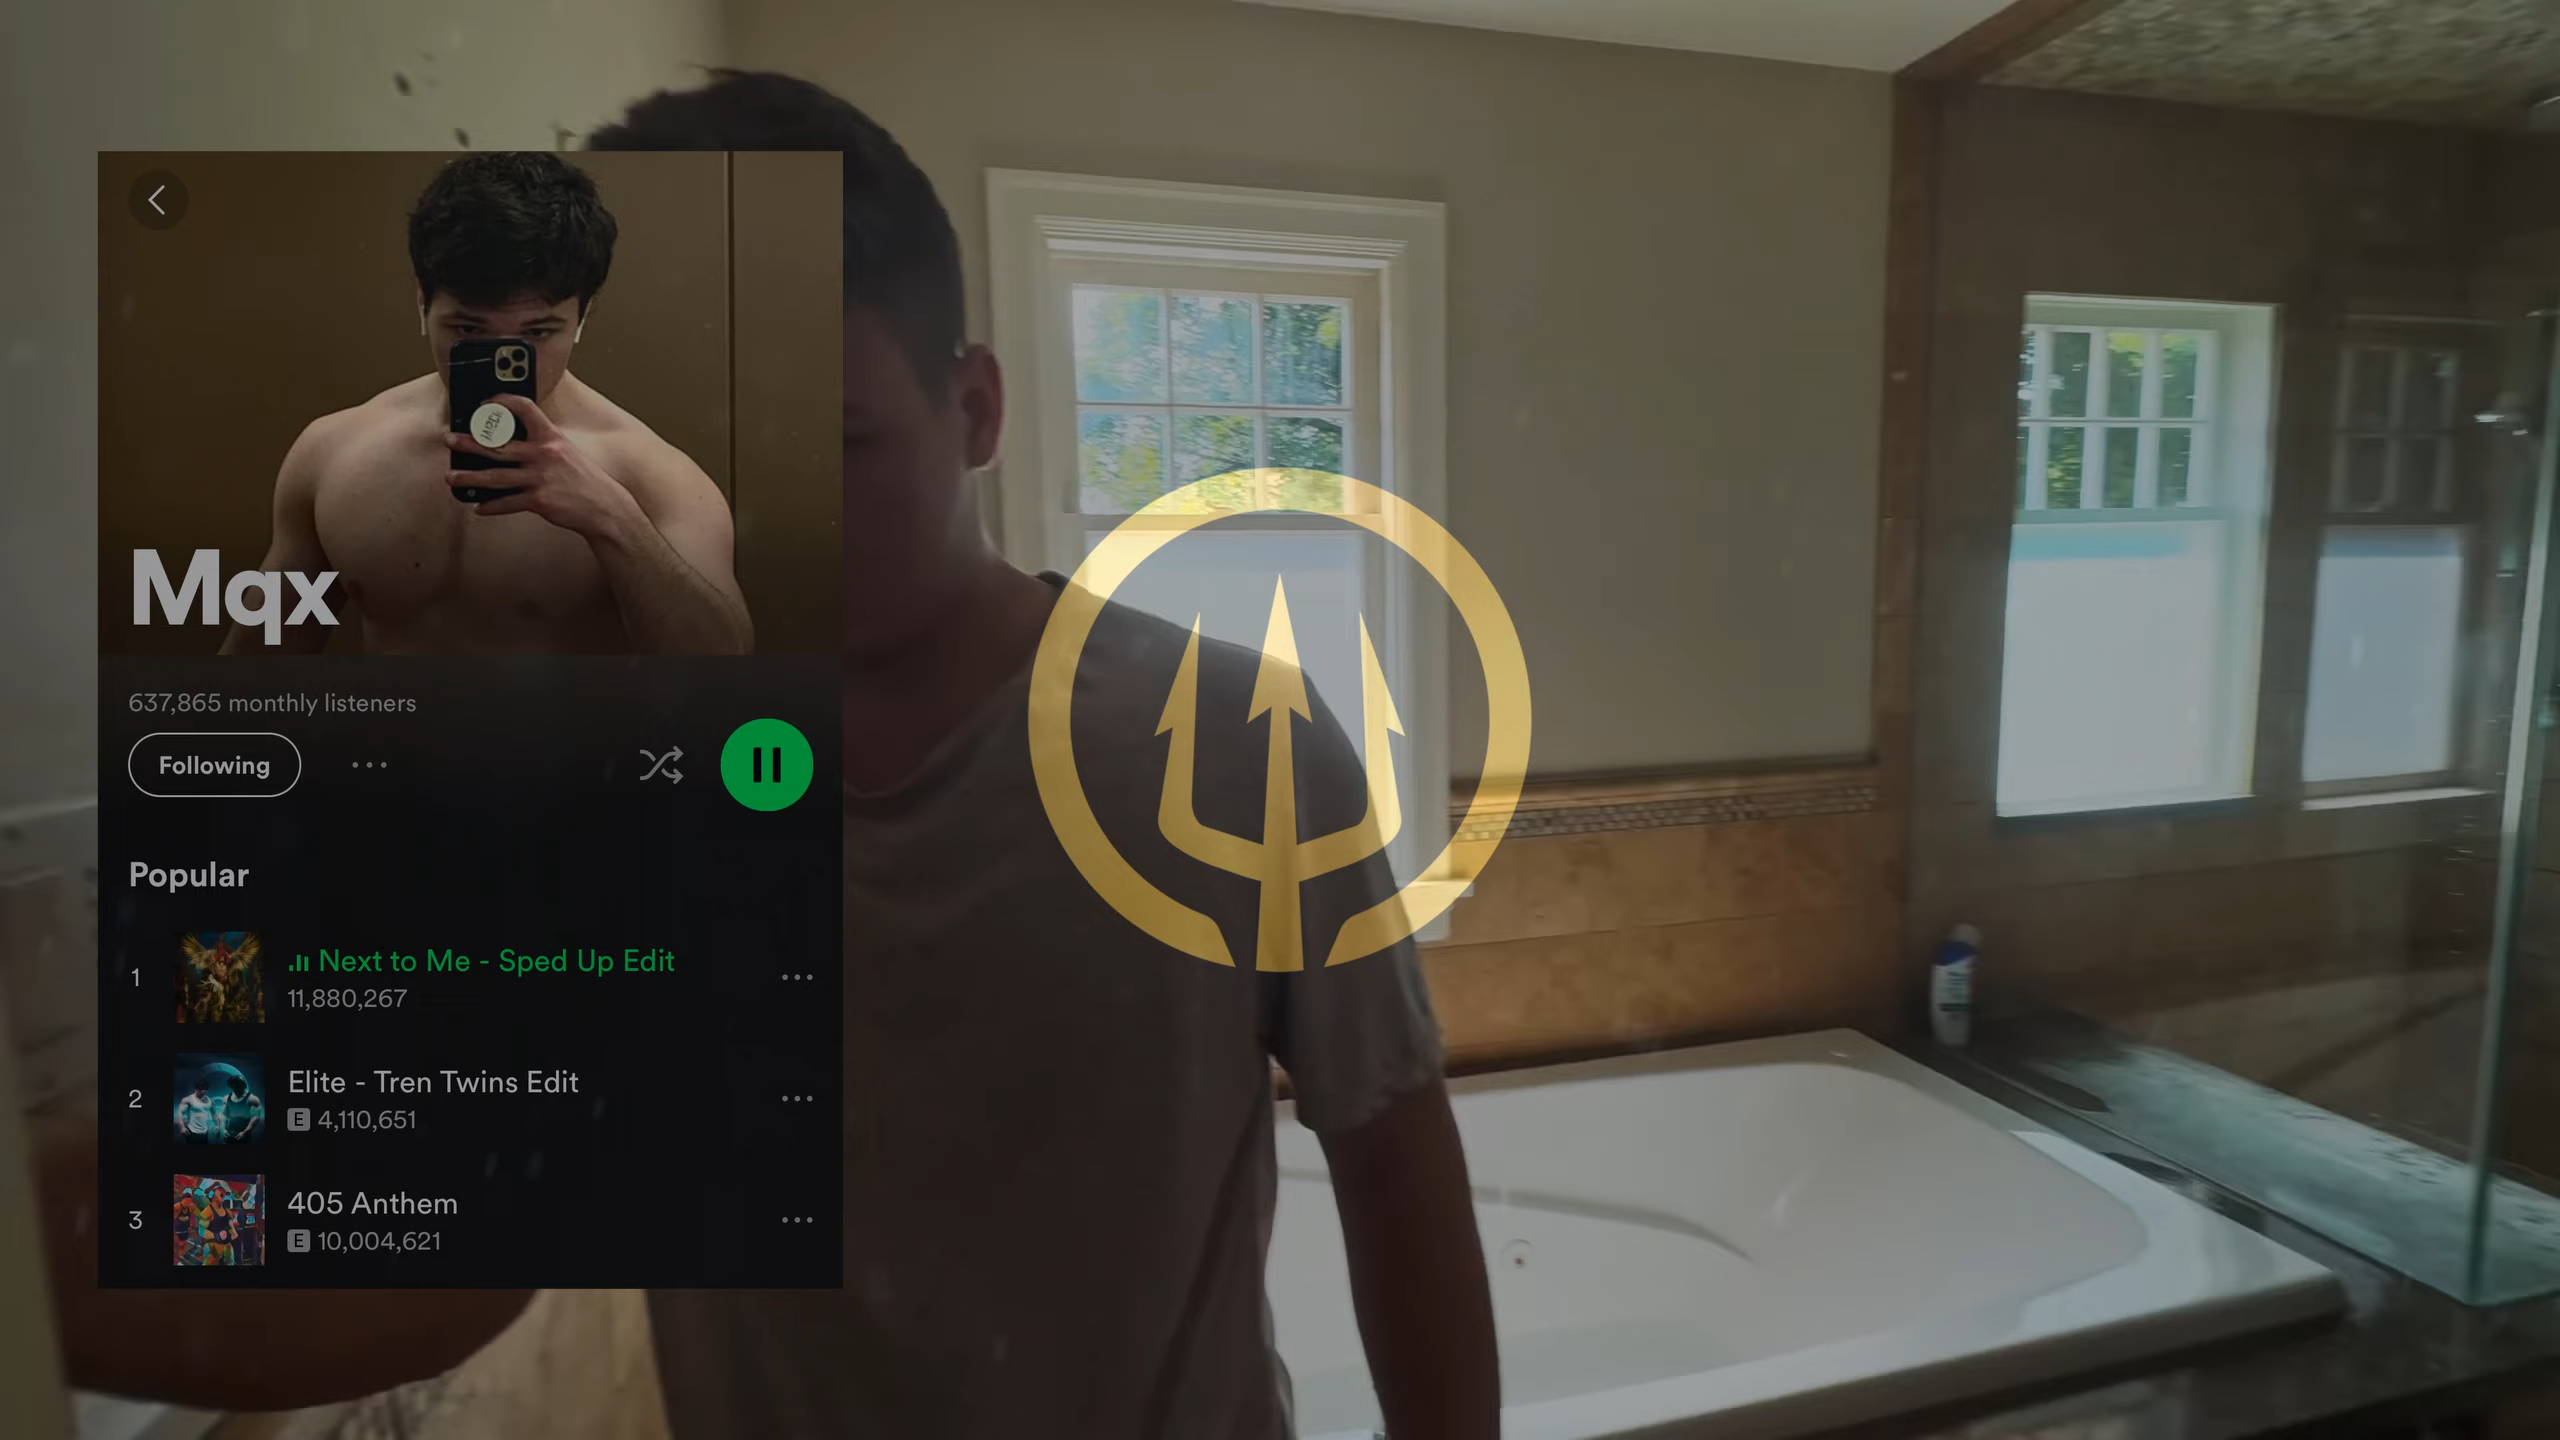 Mqx
637,865 monthly listeners
Following
Popular
1
Next to Me - Sped Up Edit
11,880,267
2
Elite - Tren Twins Edit
E 4,110,651
3
405 Anthem
E 10,004,621